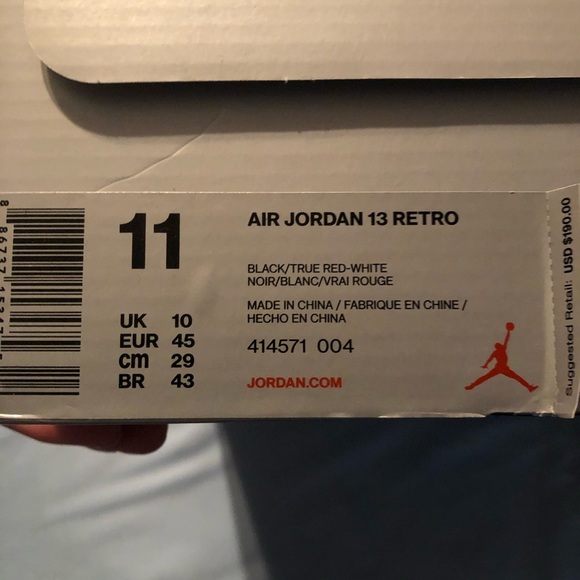 11
AIR JORDAN 13 RETRO
BLACK/TRUE RED-WHITE
NOIR/BLANC/VRAI ROUGE
MADE IN CHINA / FABRIQUE EN CHINE /
HECHO EN CHINA
UK 10
EUR 45
cm 29
BR 43
414571 004
JORDAN.COM
Suggested Retail: USD $190.00